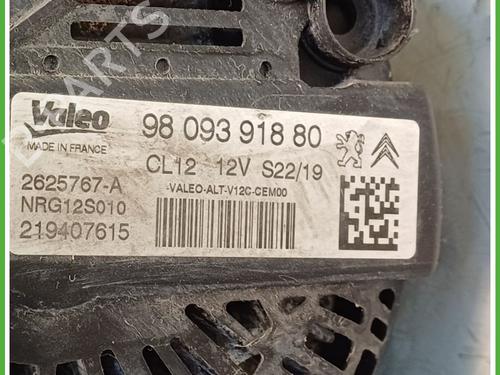 Valeo
MADE IN FRANCE
98 093 918 80
CL12 12V S22/19
2625767-A
NRG12S010
219407615
-VALEO-ALT-V12C-CEM00